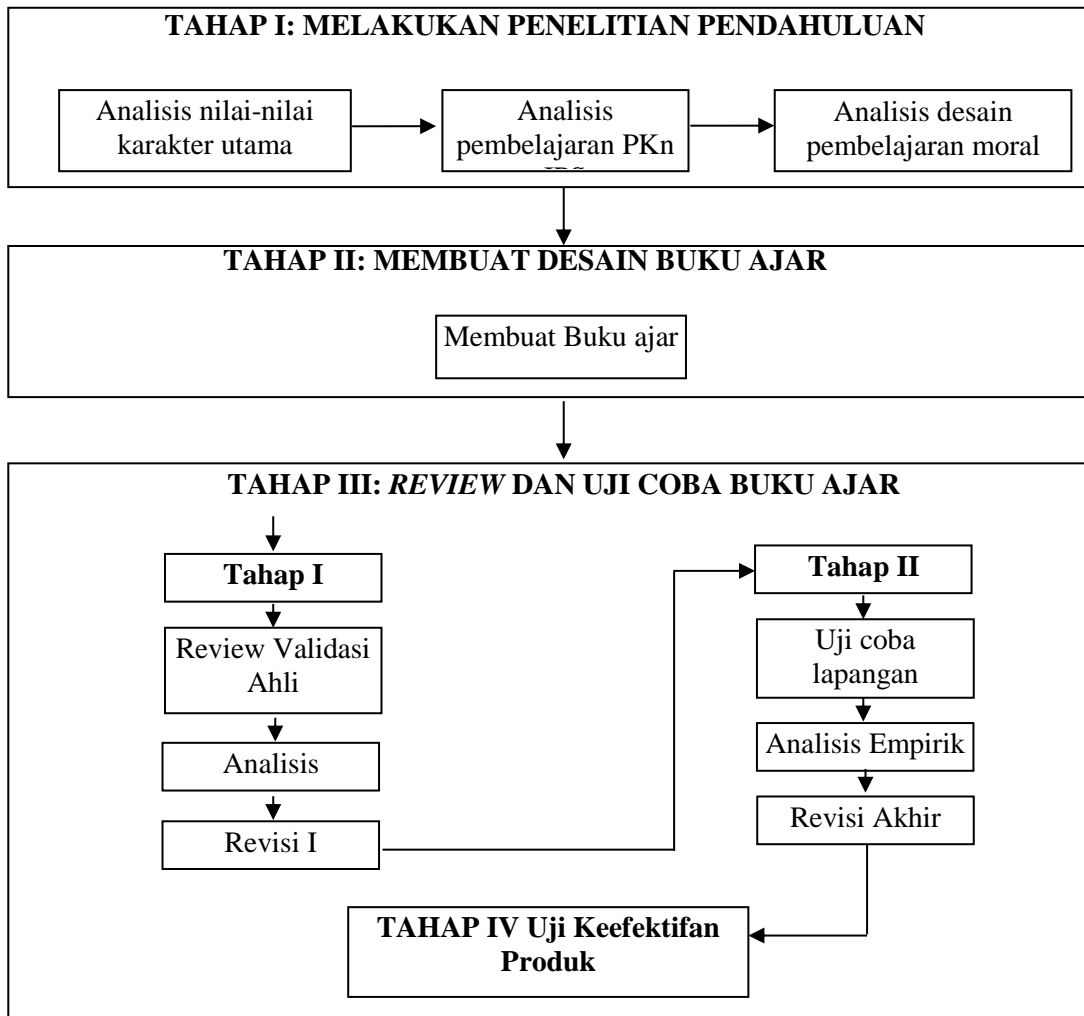 TAHAP I: MELAKUKAN PENELITIAN PENDAHULUAN
Analisis nilai-nilai
karakter utama
Analisis
pembelajaran PKn
Analisis desain
pembelajaran moral
TAHAP II: MEMBUAT DESAIN BUKU AJAR
Membuat Buku ajar
TAHAP III: REVIEW DAN UJI COBA BUKU AJAR
Tahap I
Review Validasi
Ahli
Analisis
Revisi I
Tahap II
Uji coba
lapangan
Analisis Empirik
Revisi Akhir
TAHAP IV Uji Keefektifan
Produk